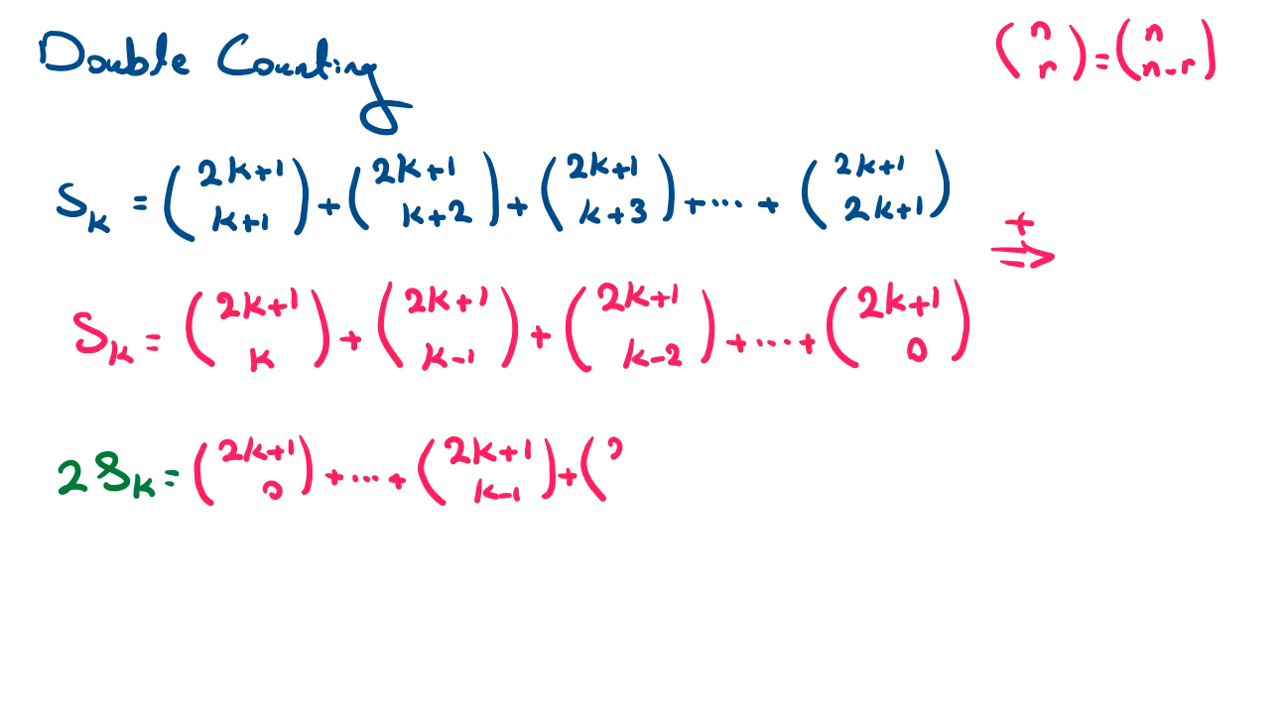 Double Counting
(n r) = (n n-r)
S_k = (2k+1 k+1) + (2k+1 k+2) + (2k+1 k+3) + ... + (2k+1 2k+1)
+ ⇒
S_k = (2k+1 k) + (2k+1 k-1) + (2k+1 k-2) + ... + (2k+1 0)
2S_k = (2k+1 0) + ... + (2k+1 k-1) + (